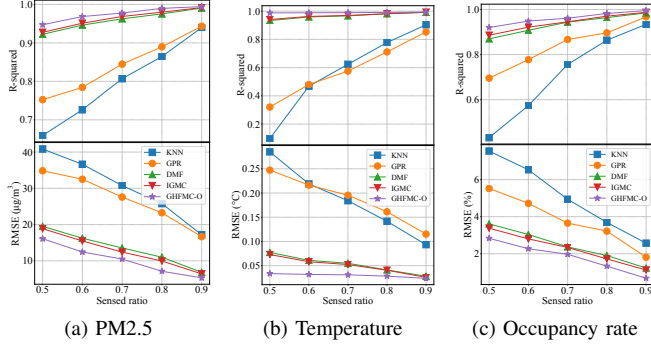 1.0
0.9
0.8
0.7
R-squared
40
30
20
10
RMSE (μg/m³)
KNN
GPR
DMF
IGMC
GHFMC-O
0.5 0.6 0.7 0.8 0.9
Sensed ratio
(a) PM2.5
1.0
0.8
0.6
0.4
0.2
R-squared
0.25
0.20
0.15
0.10
0.05
RMSE (°C)
KNN
GPR
DMF
IGMC
GHFMC-O
0.5 0.6 0.7 0.8 0.9
Sensed ratio
(b) Temperature
1.0
0.8
0.6
R-squared
6
4
2
RMSE (%)
KNN
GPR
DMF
IGMC
GHFMC-O
0.5 0.6 0.7 0.8 0.9
Sensed ratio
(c) Occupancy rate